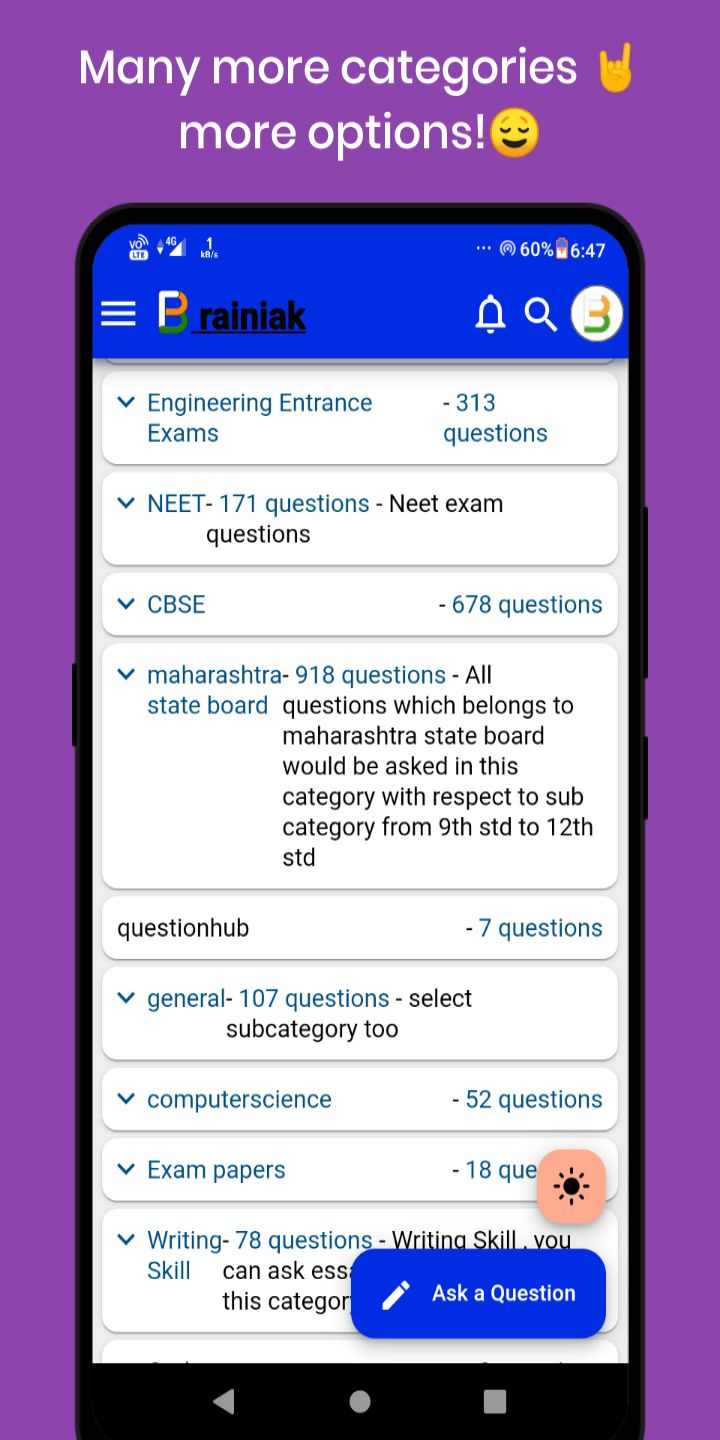 Many more categories 🤘
more options!😌
VO LTE 4G 1 kB/s ... 60% 6:47
Brainiak
Engineering Entrance - 313
Exams questions
NEET- 171 questions - Neet exam
questions
CBSE - 678 questions
maharashtra- 918 questions - All
state board questions which belongs to
maharashtra state board
would be asked in this
category with respect to sub
category from 9th std to 12th
std
questionhub - 7 questions
general- 107 questions - select
subcategory too
computerscience - 52 questions
Exam papers - 18 que
Writing- 78 questions - Writing Skill , you
Skill can ask ess
this categor
Ask a Question